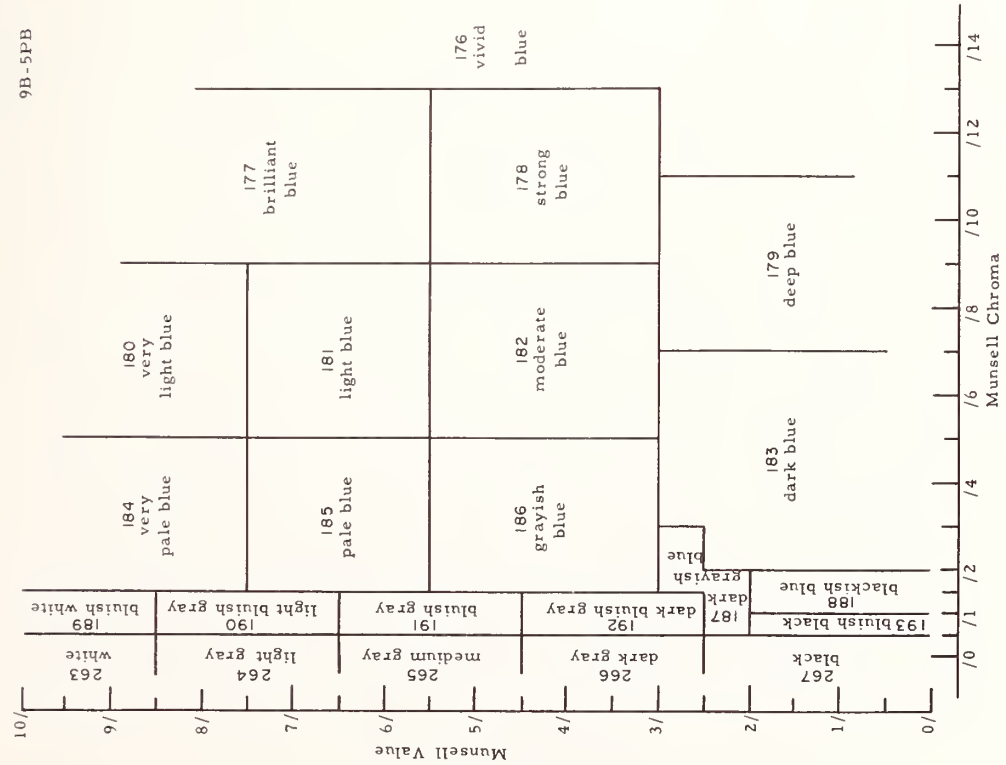 9B-5PB
176
vivid
blue
177
brilliant
blue
178
strong
blue
179
deep blue
180
very
light blue
181
light blue
182
moderate
blue
183
dark blue
184
very
pale blue
185
pale blue
186
grayish
blue
187
dark
grayish
blue
188
blackish blue
193 bluish black
189
bluish white
190
light bluish gray
191
bluish gray
192
dark bluish gray
263
white
264
light gray
265
medium gray
266
dark gray
267
black
10/
9/
8/
7/
6/
5/
4/
3/
2/
1/
0/
Munsell Value
/0
/1
/2
/4
/6
/8
/10
/12
/14
Munsell Chroma